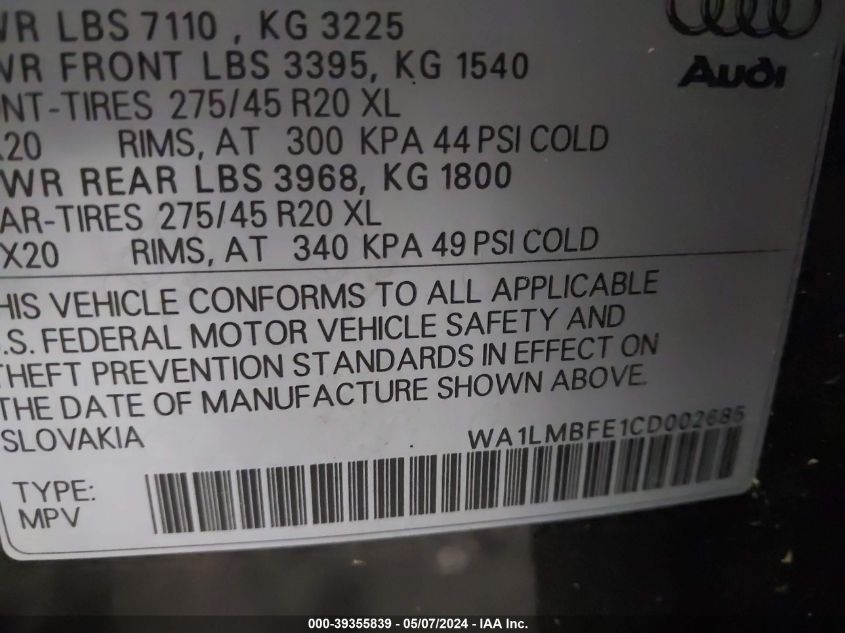 WR LBS 7110 , KG 3225
WR FRONT LBS 3395, KG 1540
NT-TIRES 275/45 R20 XL
X20 RIMS, AT 300 KPA 44 PSI COLD
WR REAR LBS 3968, KG 1800
AR-TIRES 275/45 R20 XL
X20 RIMS, AT 340 KPA 49 PSI COLD
Audi
HIS VEHICLE CONFORMS TO ALL APPLICABLE
.S. FEDERAL MOTOR VEHICLE SAFETY AND
THEFT PREVENTION STANDARDS IN EFFECT ON
THE DATE OF MANUFACTURE SHOWN ABOVE.
SLOVAKIA
WA1LMBFE1CD002685
TYPE:
MPV
000-39355839 - 05/07/2024 - IAA Inc.